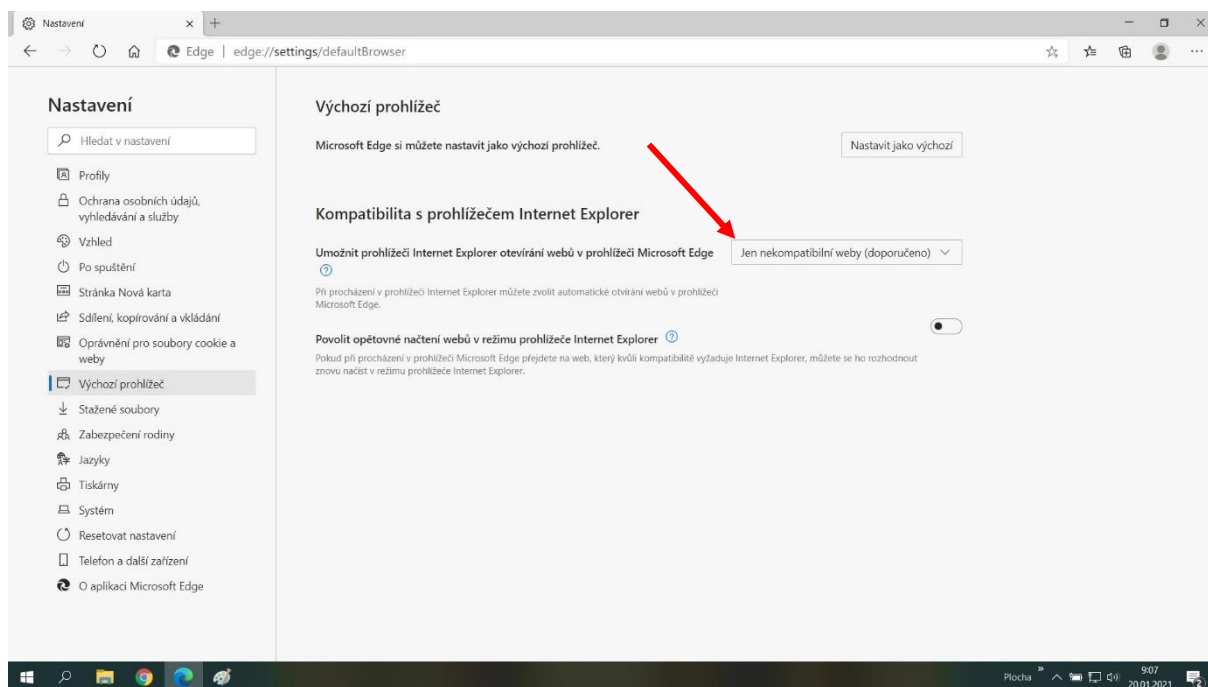 Nastavení
Edge | edge://settings/defaultBrowser
Nastavení
Hledat v nastavení
Profily
Ochrana osobních údajů,
vyhledávání a služby
Vzhled
Po spuštění
Stránka Nová karta
Sdílení, kopírování a vkládání
Oprávnění pro soubory cookie a
weby
Výchozí prohlížeč
Stažené soubory
Zabezpečení rodiny
Jazyky
Tiskárny
Systém
Resetovat nastavení
Telefon a další zařízení
O aplikaci Microsoft Edge
Výchozí prohlížeč
Microsoft Edge si můžete nastavit jako výchozí prohlížeč.
Nastavit jako výchozí
Kompatibilita s prohlížečem Internet Explorer
Umožnit prohlížeči Internet Explorer otevírání webů v prohlížeči Microsoft Edge
Jen nekompatibilní weby (doporučeno)
Při procházení v prohlížeči Internet Explorer můžete zvolit automatické otvírání webů v prohlížeči
Microsoft Edge.
Povolit opětovné načtení webů v režimu prohlížeče Internet Explorer
Pokud při procházení v prohlížeči Microsoft Edge přejdete na web, který kvůli kompatibilitě vyžaduje Internet Explorer, můžete se ho rozhodnout
znovu načíst v režimu prohlížeče Internet Explorer.
Plocha
9:07
20.01.2021
2